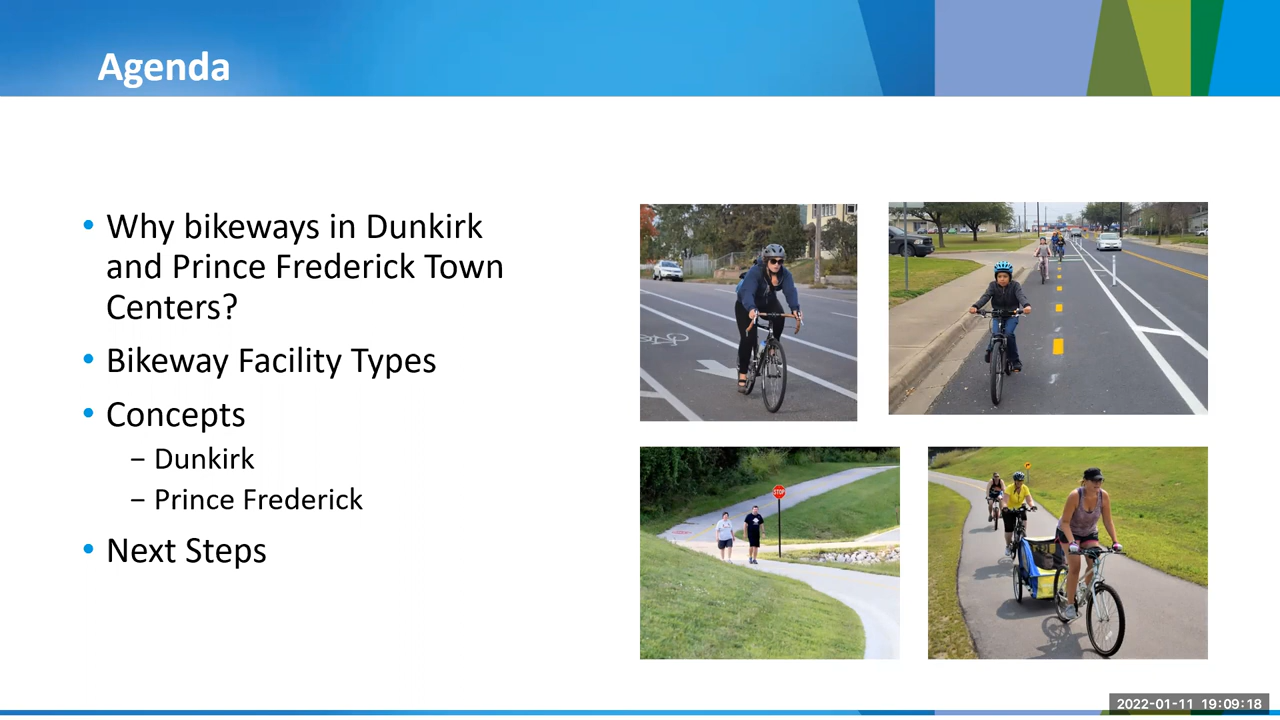 Agenda
• Why bikeways in Dunkirk
and Prince Frederick Town
Centers?
• Bikeway Facility Types
• Concepts
– Dunkirk
– Prince Frederick
• Next Steps
STOP
2022-01-11 19:09:18